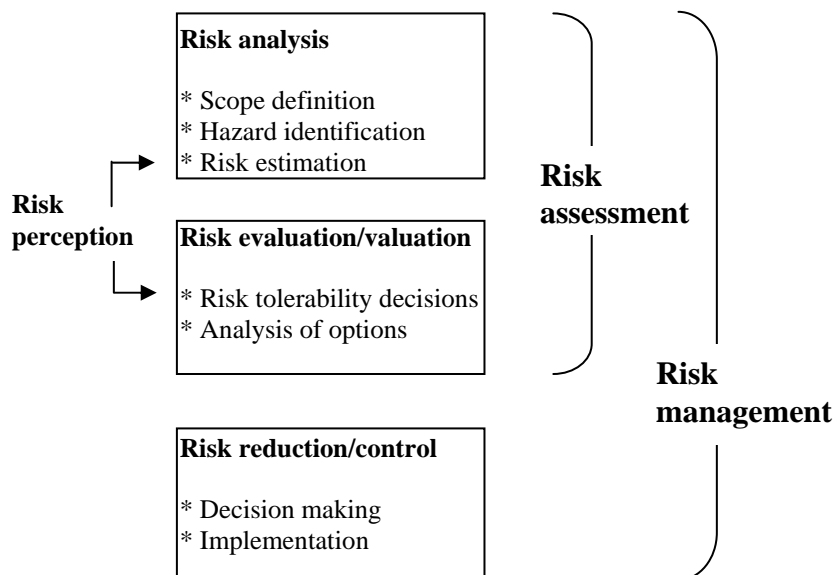 Risk analysis
* Scope definition
* Hazard identification
* Risk estimation
Risk
perception
Risk evaluation/valuation
* Risk tolerability decisions
* Analysis of options
Risk reduction/control
* Decision making
* Implementation
Risk
assessment
Risk
management